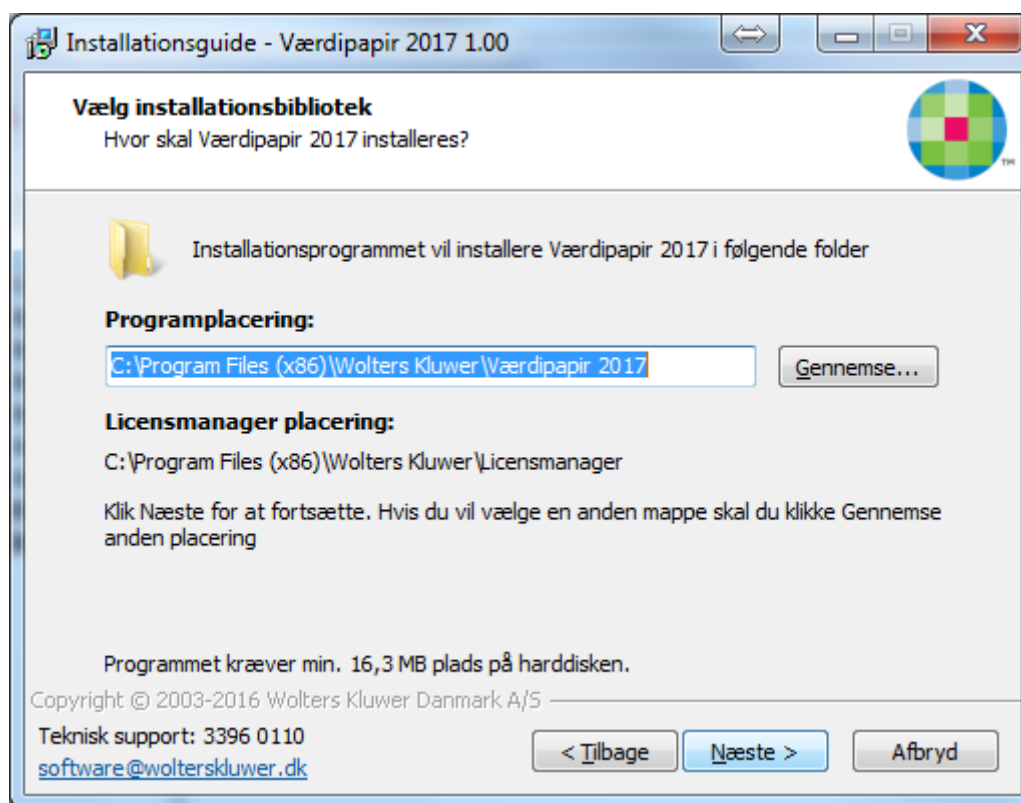 Installationsguide - Værdipapir 2017 1.00
Vælg installationsbibliotek
Hvor skal Værdipapir 2017 installeres?
TM
Installationsprogrammet vil installere Værdipapir 2017 i følgende folder
Programplacering:
C:\Program Files (x86)\Wolters Kluwer\Værdipapir 2017
Gennemse...
Licensmanager placering:
C:\Program Files (x86)\Wolters Kluwer\Licensmanager
Klik Næste for at fortsætte. Hvis du vil vælge en anden mappe skal du klikke Gennemse
anden placering
Programmet kræver min. 16,3 MB plads på harddisken.
Copyright © 2003-2016 Wolters Kluwer Danmark A/S
Teknisk support: 3396 0110
software@wolterskluwer.dk
< Tilbage
Næste >
Afbryd